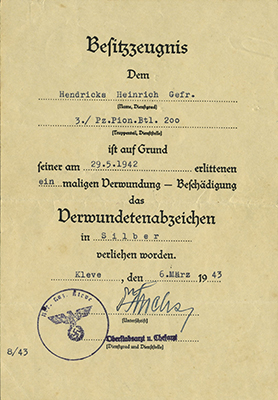 Besitzzeugnis
Dem
Hendricks Heinrich Gefr.
(Name, Dienstgrad)
3./ Pz.Pion.Btl. 200
(Truppenteil, Dienststelle)
ist auf Grund
seiner am 29.5.1942 erlittenen
ein maligen Verwundung – Beschädigung
das
Verwundetenabzeichen
in Silber
verliehen worden.
Kleve , den 6.März 1943
(Unterschrift)
Oberstabsarzt u. Chefarzt
(Dienstgrad und Dienststelle)
8/43